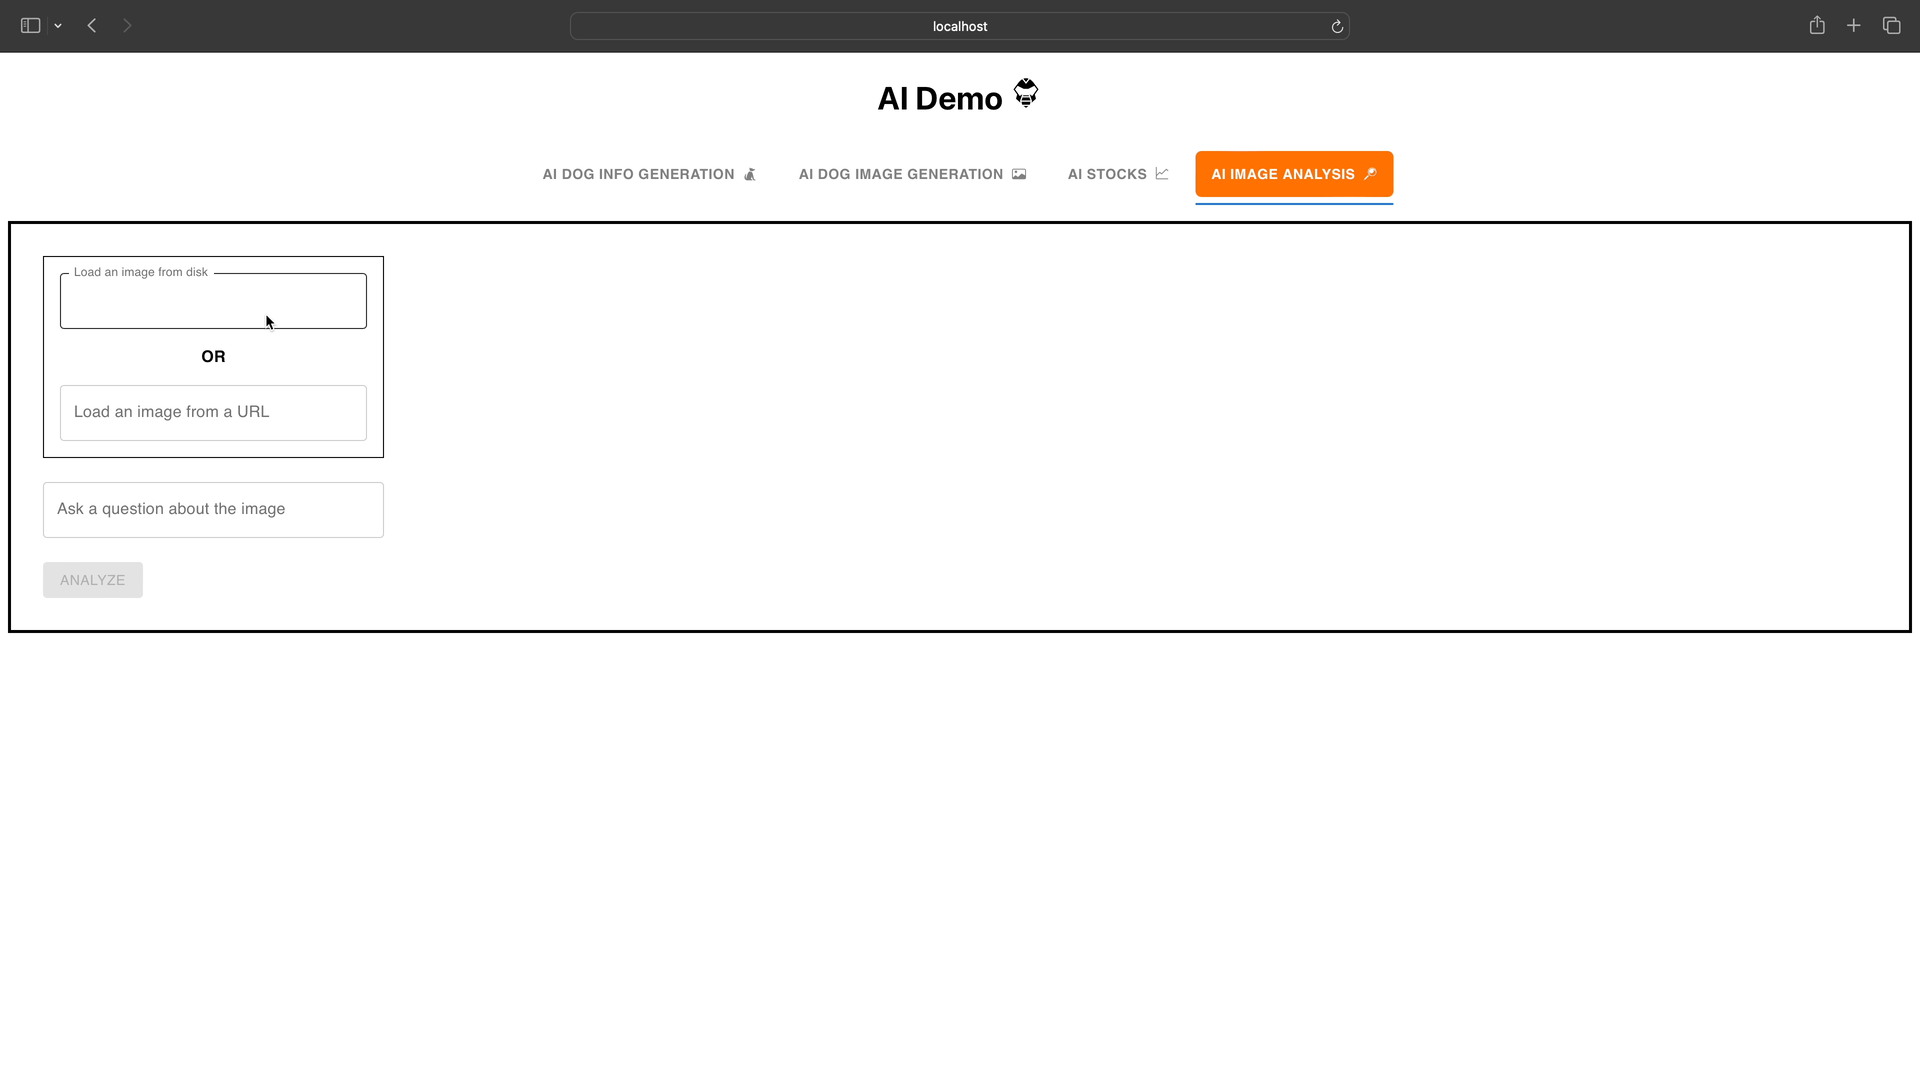 localhost
AI Demo
AI DOG INFO GENERATION
AI DOG IMAGE GENERATION
AI STOCKS
AI IMAGE ANALYSIS
Load an image from disk
OR
Load an image from a URL
Ask a question about the image
ANALYZE